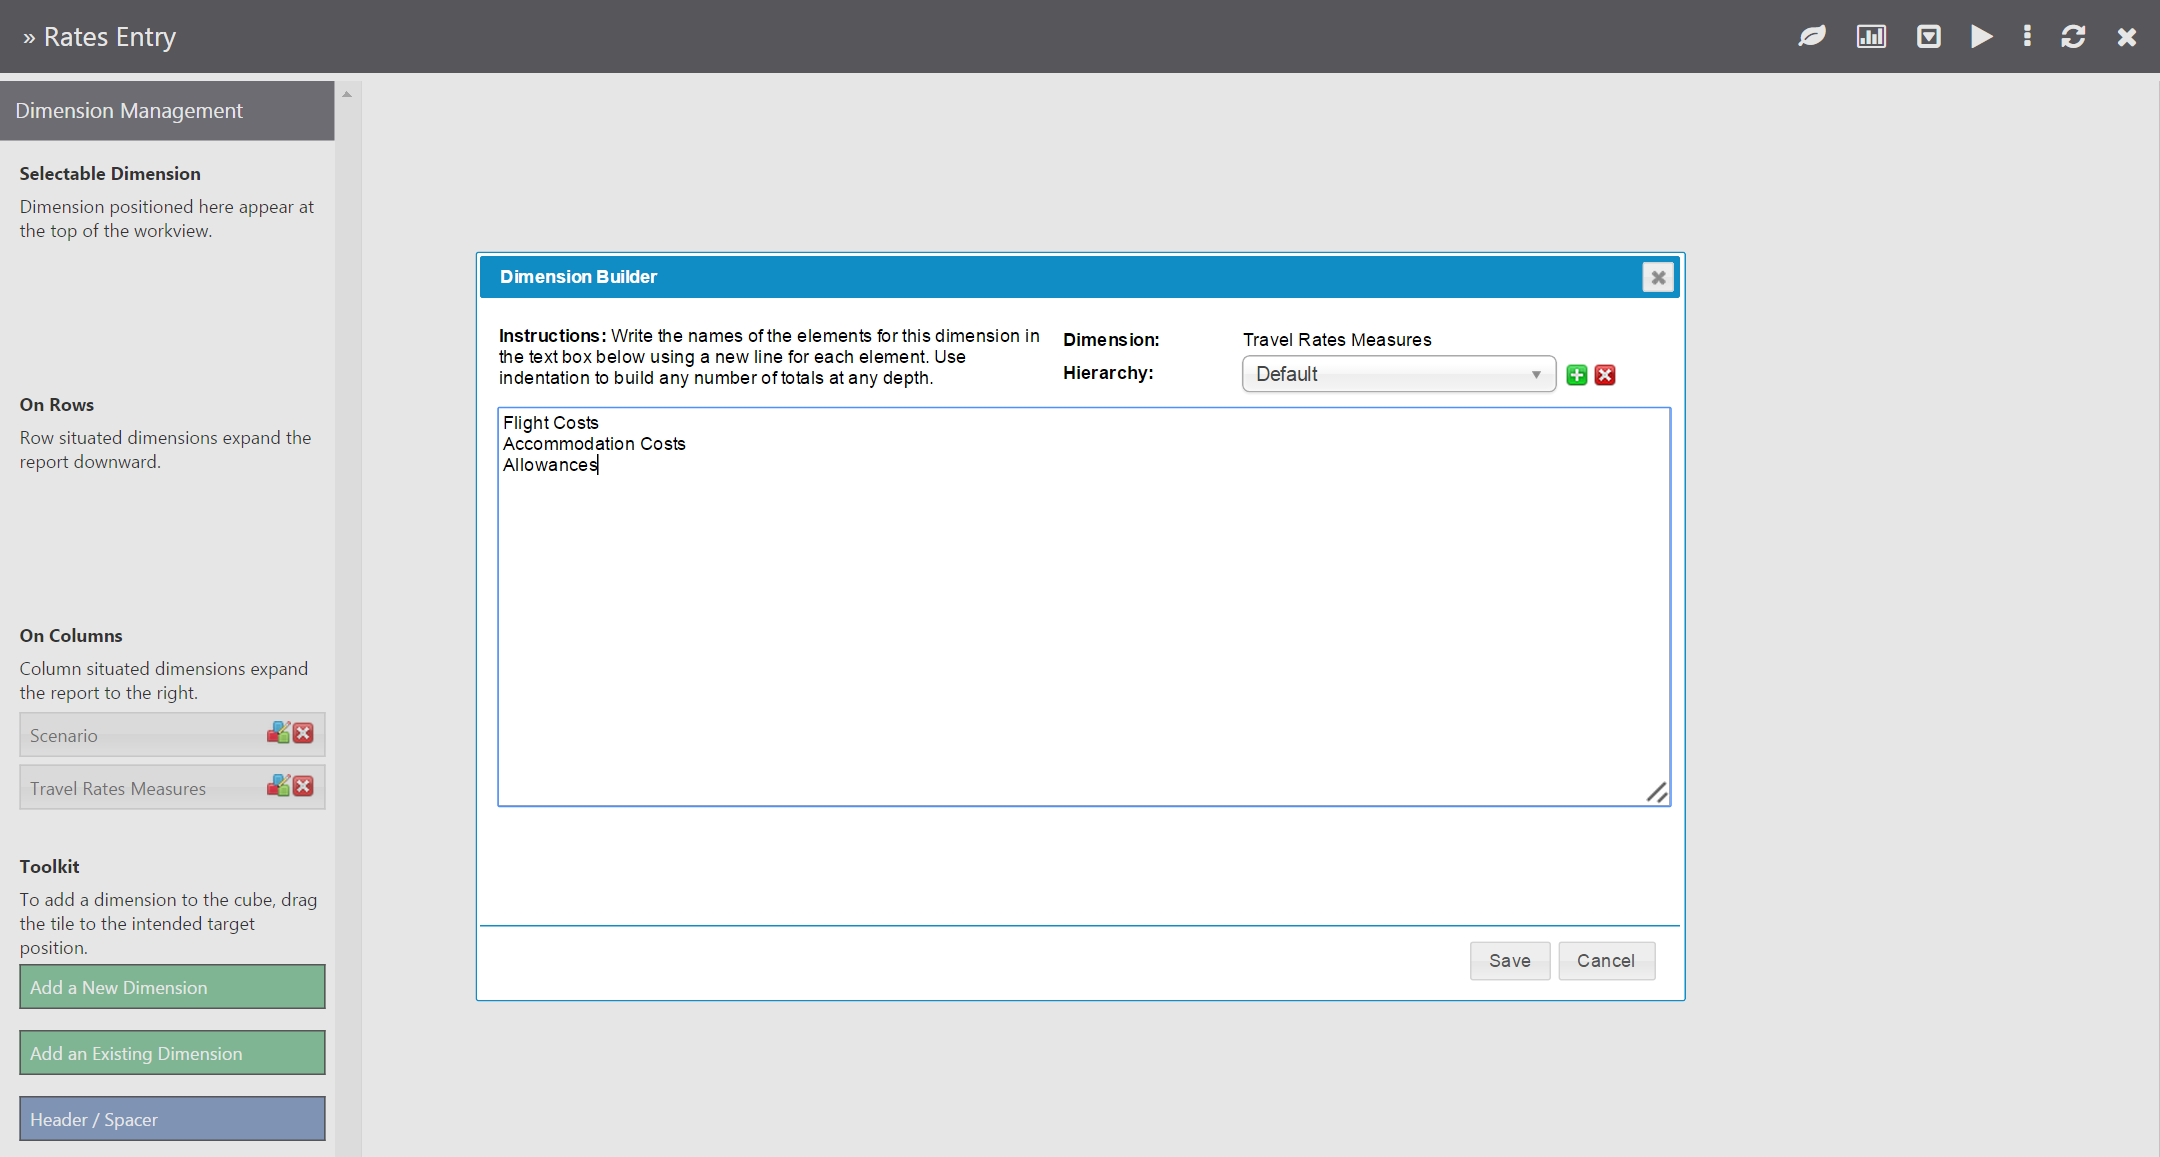 » Rates Entry
Dimension Management
Selectable Dimension
Dimension positioned here appear at
the top of the workview.
On Rows
Row situated dimensions expand the
report downward.
On Columns
Column situated dimensions expand
the report to the right.
Scenario
Travel Rates Measures
Toolkit
To add a dimension to the cube, drag
the tile to the intended target
position.
Add a New Dimension
Add an Existing Dimension
Header / Spacer
Dimension Builder
Instructions: Write the names of the elements for this dimension in
the text box below using a new line for each element. Use
indentation to build any number of totals at any depth.
Dimension: Travel Rates Measures
Hierarchy: Default
Flight Costs
Accommodation Costs
Allowances
Save Cancel